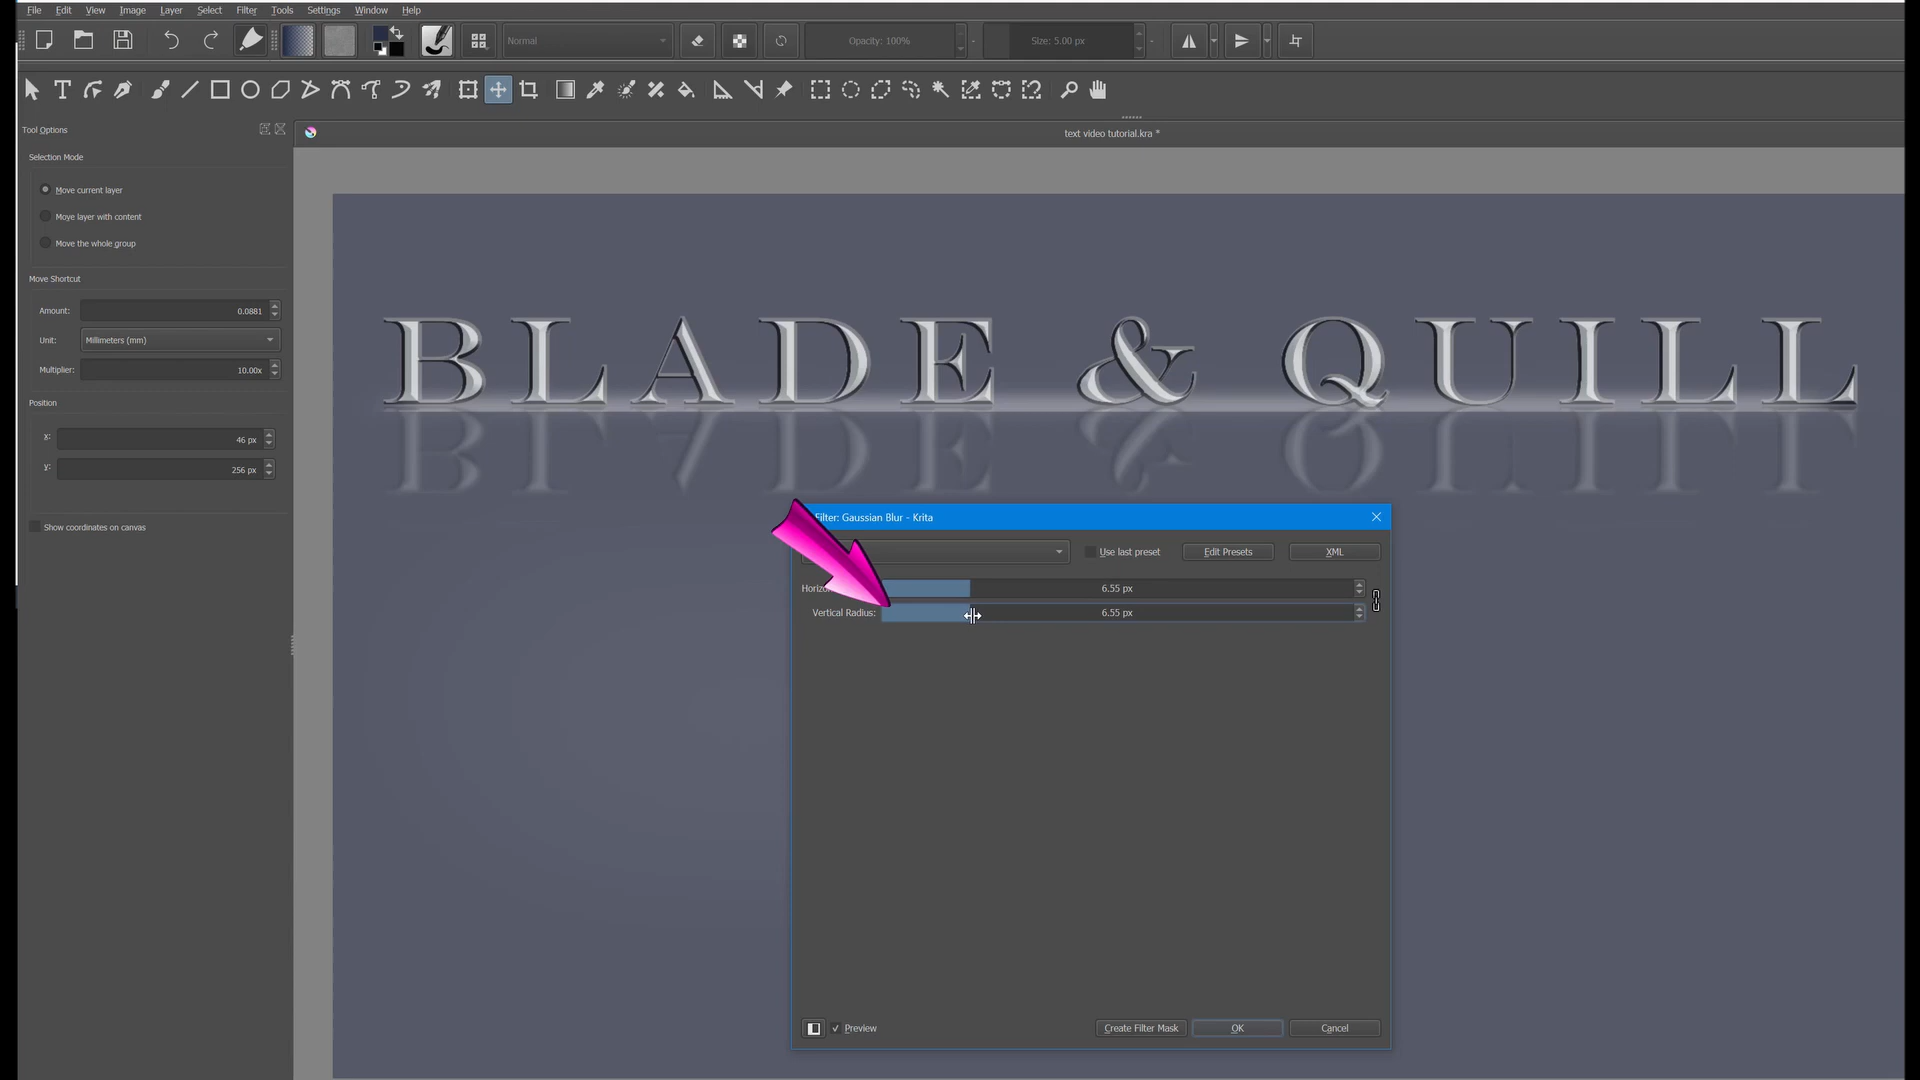 File Edit View Image Layer Select Filter Tools Settings Window Help
Normal Opacity: 100% Size: 5.00 px
Tool Options
text video tutorial.kra *
Selection Mode
Move current layer
Move layer with content
Move the whole group
Move Shortcut
Amount: 0.0881
Unit: Millimeters (mm)
Multiplier: 10.00x
Position
x: 46 px
y: 256 px
Show coordinates on canvas
BLADE & QUILL
Filter: Gaussian Blur - Krita
Use last preset Edit Presets XML
6.55 px
Vertical Radius: 6.55 px
Preview Create Filter Mask OK Cancel